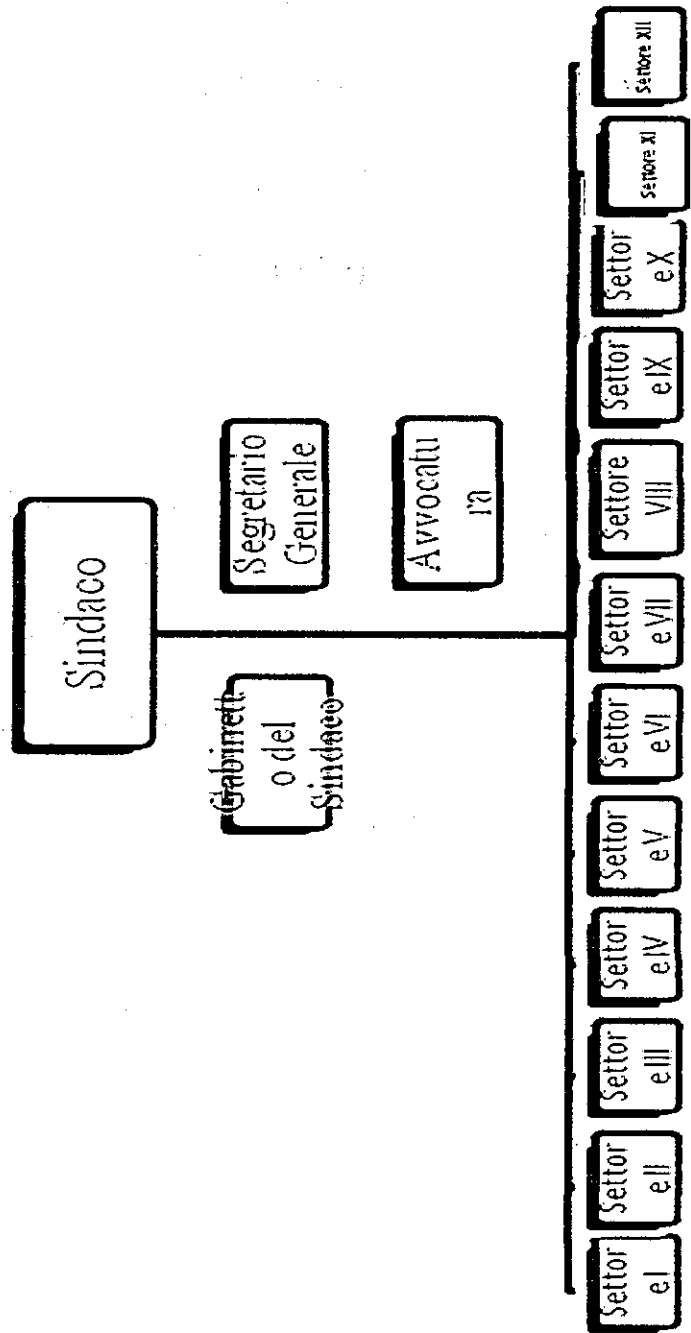 Sindaco
Gabinett
o del
Sindaco
Segretario
Generale
Avvocatu
ra
Settor
e I
Settor
e II
Settor
e III
Settor
e IV
Settor
e V
Settor
e VI
Settor
e VII
Settore
VIII
Settor
e IX
Settor
e X
Settore XI
Settore XII